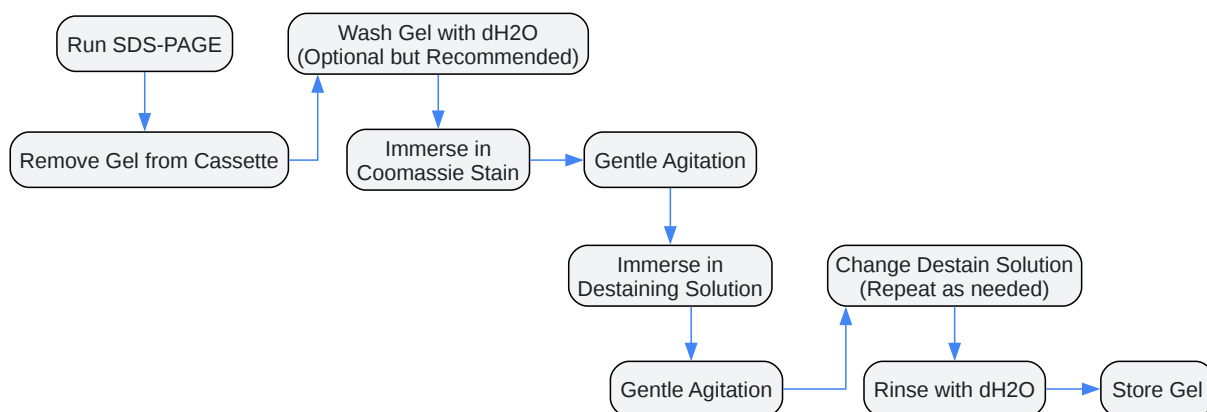 Run SDS-PAGE
Remove Gel from Cassette
Wash Gel with dH2O
(Optional but Recommended)
Immerse in
Coomassie Stain
Gentle Agitation
Immerse in
Destaining Solution
Gentle Agitation
Change Destain Solution
(Repeat as needed)
Rinse with dH2O
Store Gel